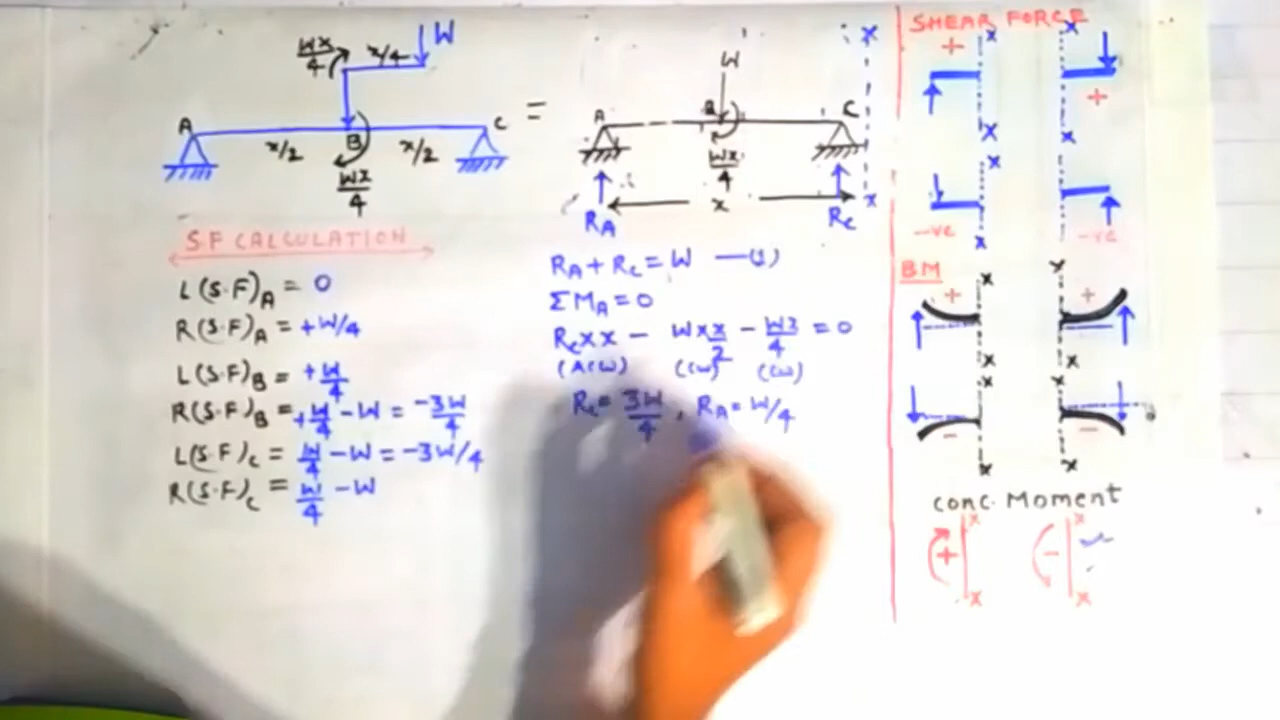 Wx/4 x/4 W
A B C
x/2 x/2
Wx/4
=
W
A B C
Wx/4
x
RA RC
x
x
S.F CALCULATION
L(S.F)A = 0
R(S.F)A = +W/4
L(S.F)B = +W/4
R(S.F)B = +W/4 - W = -3W/4
L(S.F)C = W/4 - W = -3W/4
R(S.F)C = W/4 - W
RA + RC = W —(1)
ΣMA = 0
RC×x - W×x/2 - Wx/4 = 0
(ACW) (CW) (CW)
RC = 3W/4, RA = W/4
SHEAR FORCE
+ x x
+
x x
x x
-ve x -ve
BM
x x
+ +
x x
x x
- -
x x
conc. Moment
x x
+ -
x x